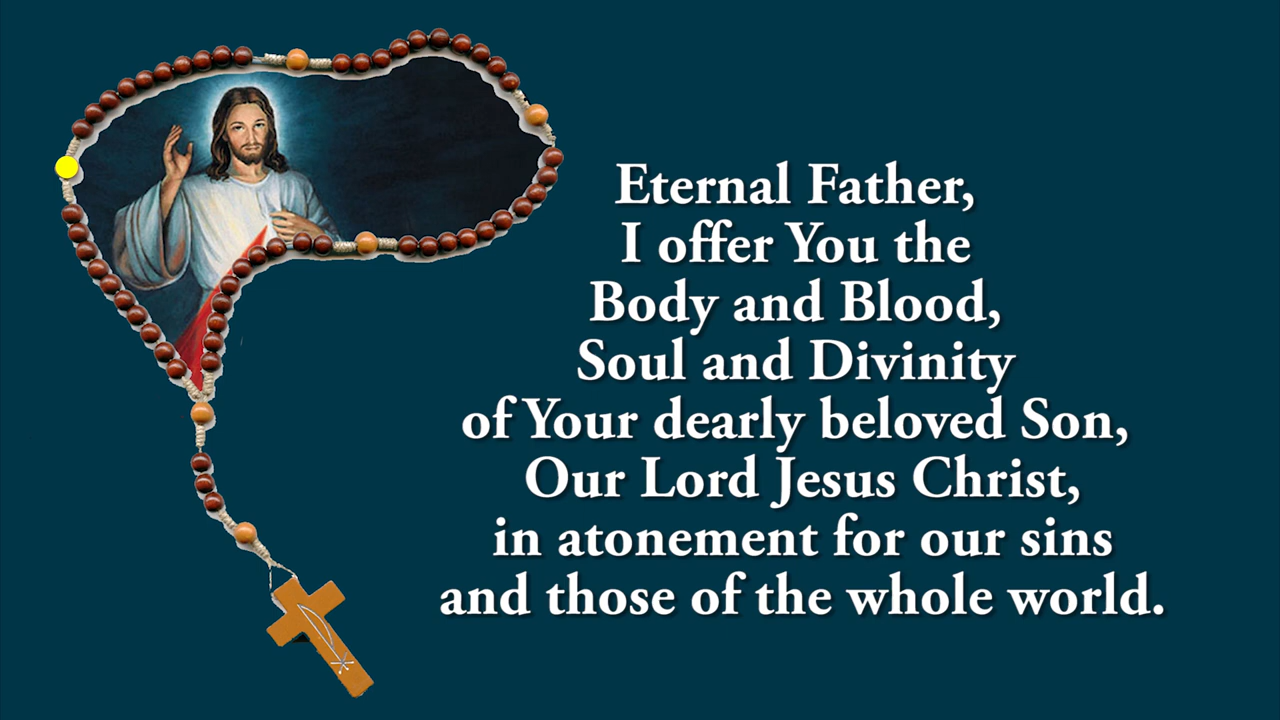 Eternal Father,
I offer You the
Body and Blood,
Soul and Divinity
of Your dearly beloved Son,
Our Lord Jesus Christ,
in atonement for our sins
and those of the whole world.